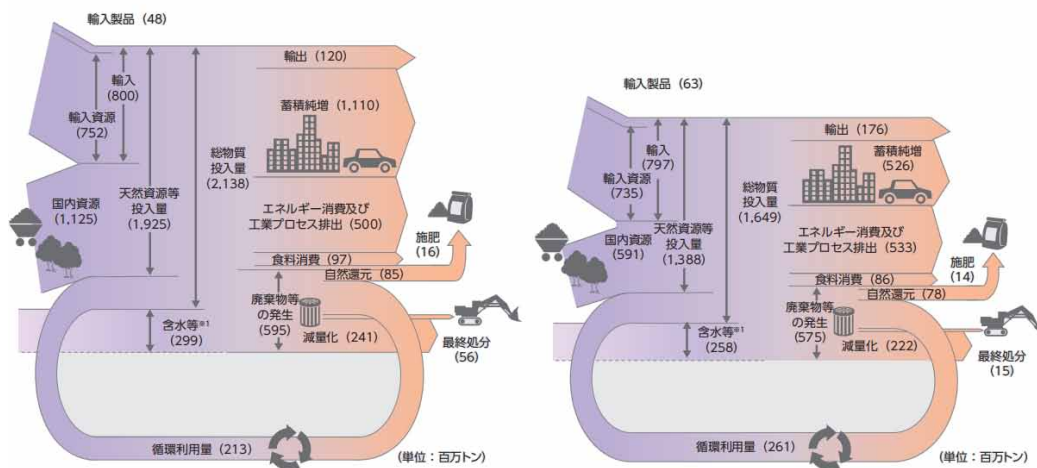 輸入製品（48）
輸入
（800）
輸入資源
（752）
国内資源
（1,125）
天然資源等
投入量
（1,925）
総物質
投入量
（2,138）
輸出（120）
蓄積純増（1,110）
エネルギー消費及び
工業プロセス排出（500）
食料消費（97）
自然還元（85）
施肥
（16）
廃棄物等
の発生
（595）
含水等※1
（299）
減量化（241）
最終処分
（56）
循環利用量（213）
（単位：百万トン）
輸入製品（63）
輸入
（797）
輸入資源
（735）
国内資源
（591）
天然資源等
投入量
（1,388）
総物質
投入量
（1,649）
輸出（176）
蓄積純増
（526）
エネルギー消費及び
工業プロセス排出（533）
食料消費（86）
自然還元（78）
施肥
（14）
廃棄物等
の発生
（575）
含水等※1
（258）
減量化（222）
最終処分
（15）
循環利用量（261）
（単位：百万トン）